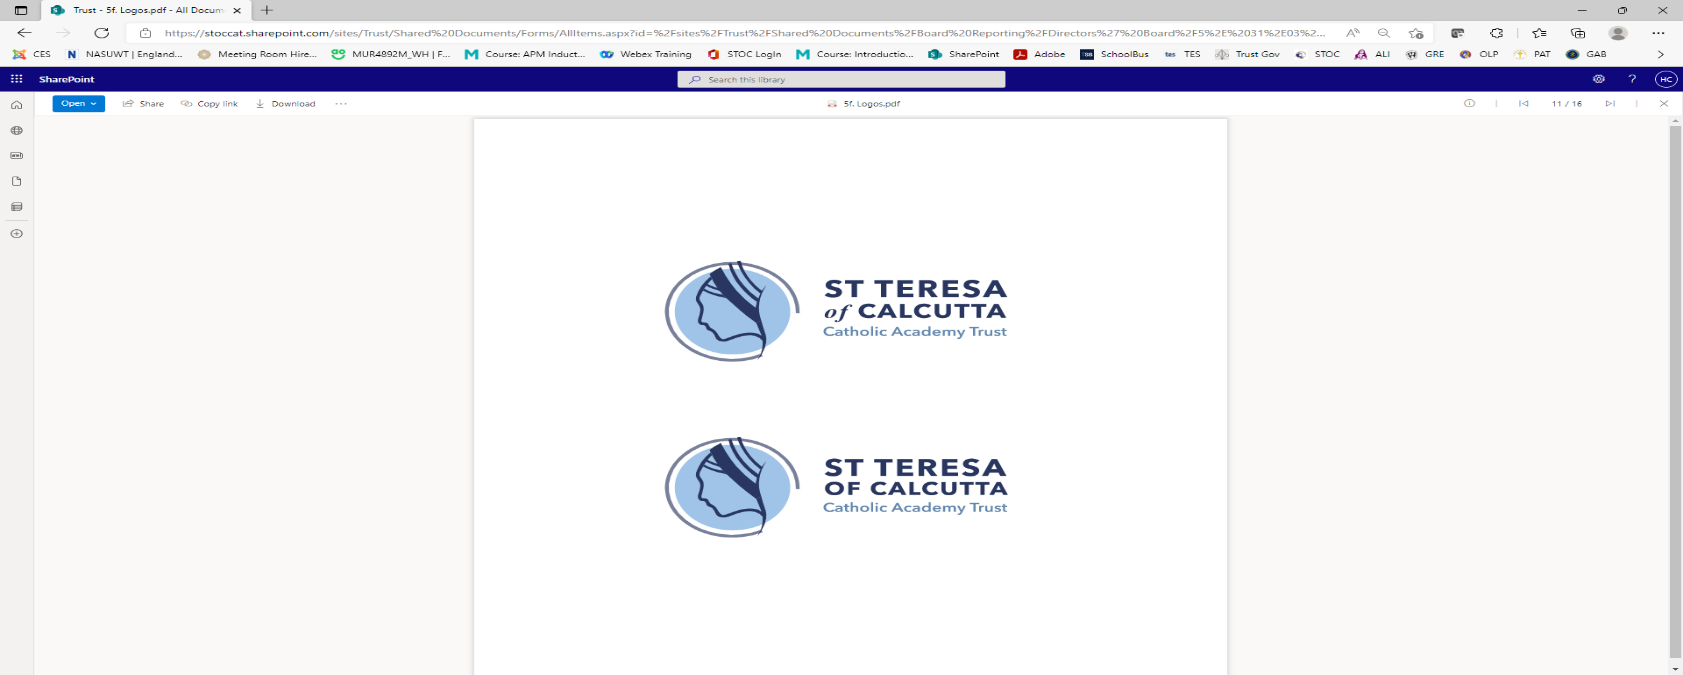 Trust - 5f. Logos.pdf - All Docum
https://stoccat.sharepoint.com/sites/Trust/Shared%20Documents/Forms/AllItems.aspx?id=%2Fsites%2FTrust%2FShared%20Documents%2FBoard%20Reporting%2FDirectors%27%20Board%2F5%2E%2031%2E03%2...
CES NASUWT | England... Meeting Room Hire... MUR4892M_WH | F... Course: APM Induct... Webex Training STOC LogIn Course: Introductio... SharePoint Adobe SchoolBus TES Trust Gov STOC ALI GRE OLP PAT GAB
SharePoint Search this library ? HC
Open Share Copy link Download ... 5f. Logos.pdf 11 / 16
ST TERESA
of CALCUTTA
Catholic Academy Trust
ST TERESA
OF CALCUTTA
Catholic Academy Trust